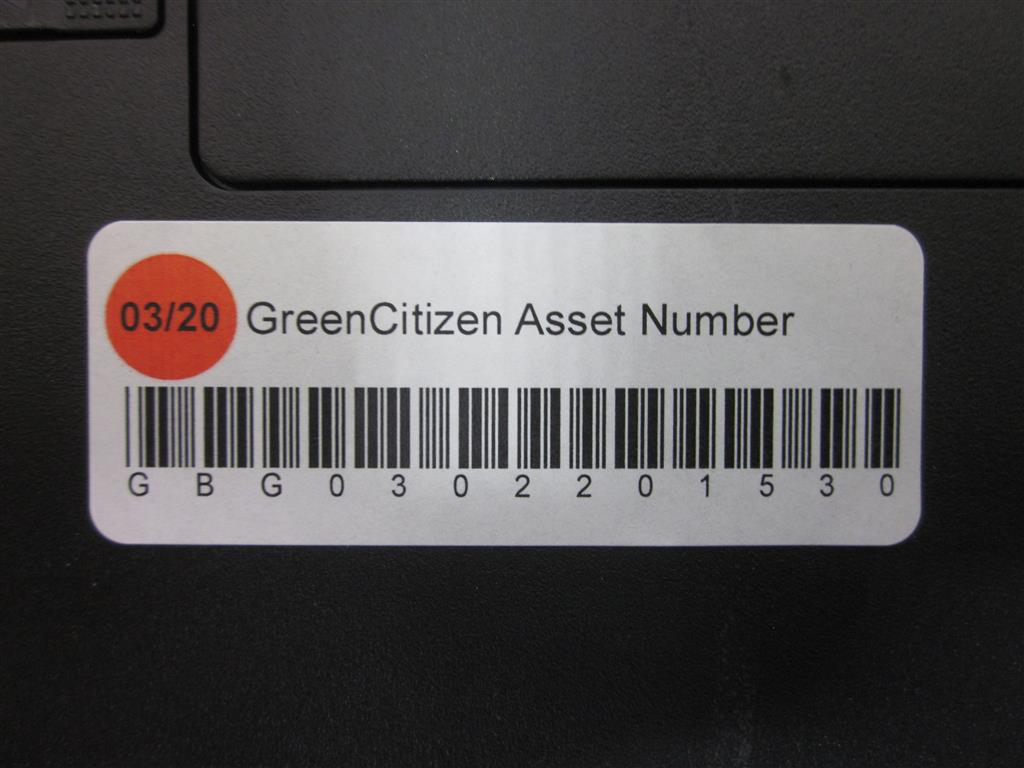 03/20 GreenCitizen Asset Number
G B G 0 3 0 2 2 0 1 5 3 0